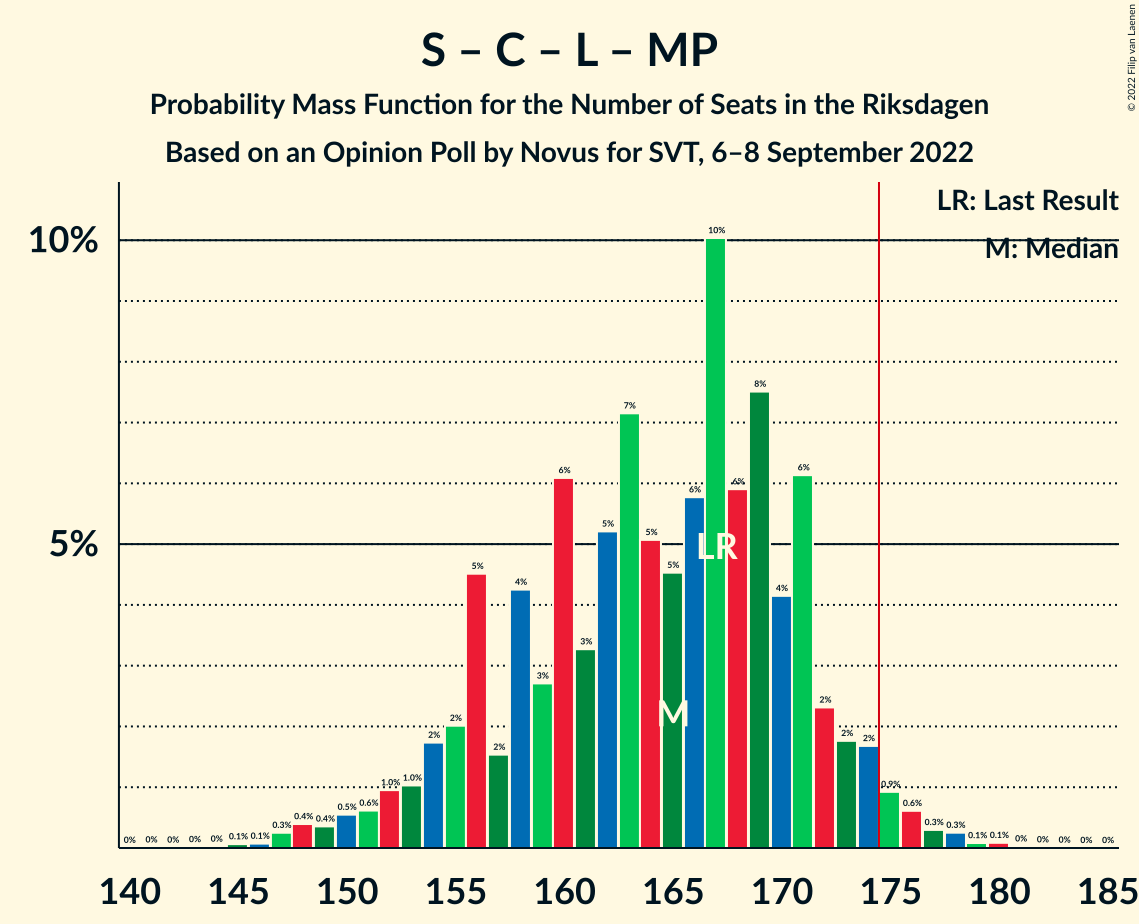 S – C – L – MP
Probability Mass Function for the Number of Seats in the Riksdagen
Based on an Opinion Poll by Novus for SVT, 6–8 September 2022
© 2022 Filip van Laenen
LR: Last Result
M: Median
10%
5%
0% 0% 0% 0% 0% 0.1% 0.1% 0.3% 0.4% 0.4% 0.5% 0.6% 1.0% 1.0% 2% 2% 5% 2% 4% 3% 6% 3% 5% 7% 5% 5% 6% 10% 6% 8% 4% 6% 2% 2% 2% 0.9% 0.6% 0.3% 0.3% 0.1% 0.1% 0% 0% 0% 0% 0%
LR
M
140 145 150 155 160 165 170 175 180 185